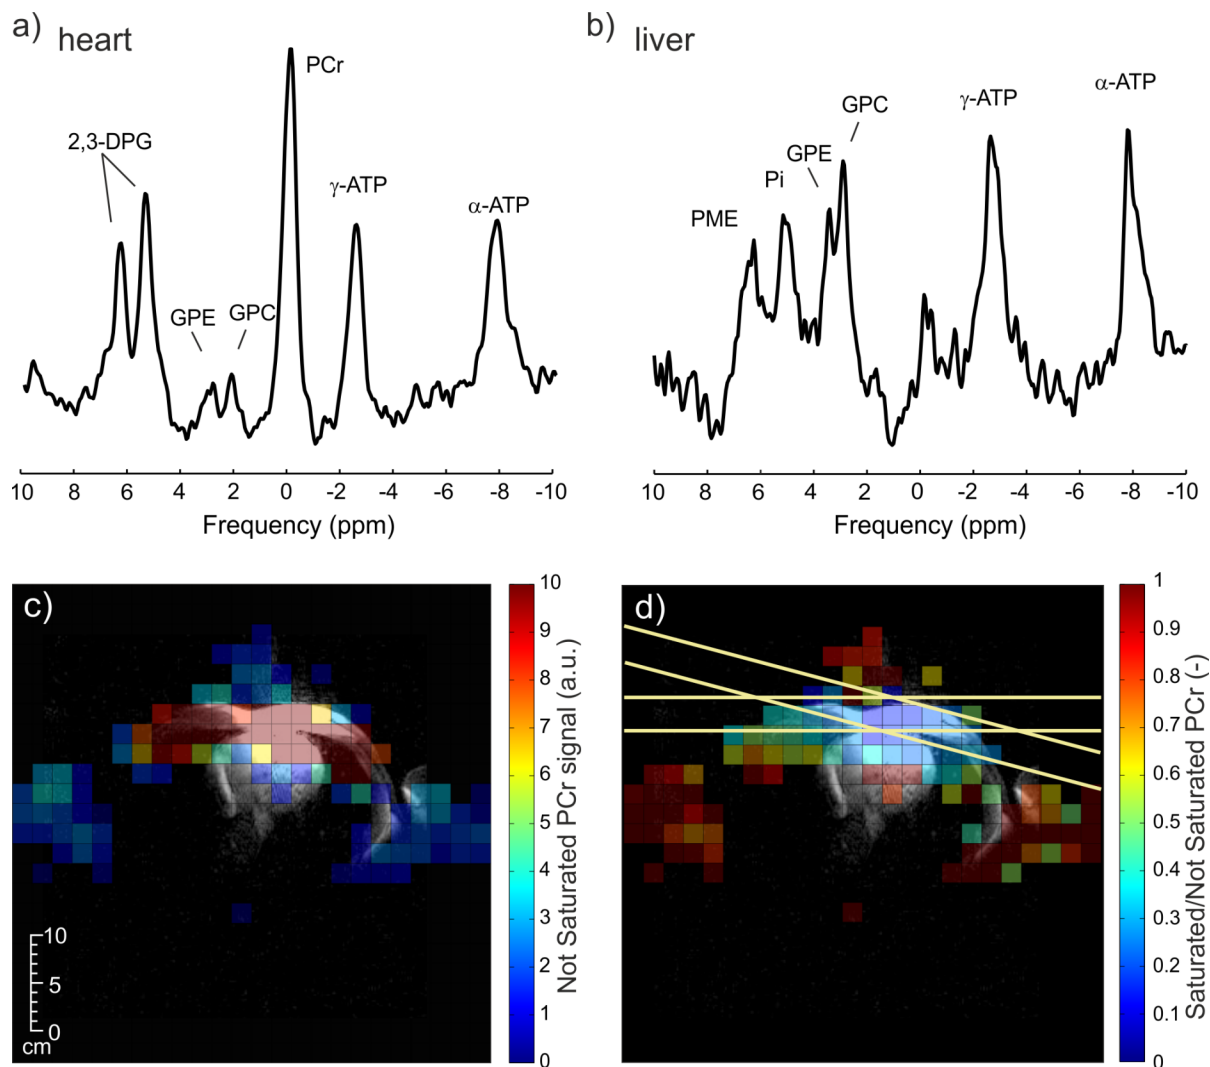 a) heart
PCr
2,3-DPG
γ-ATP
α-ATP
GPE
GPC
10 8 6 4 2 0 -2 -4 -6 -8 -10
Frequency (ppm)
b) liver
α-ATP
γ-ATP
GPC
GPE
Pi
PME
10 8 6 4 2 0 -2 -4 -6 -8 -10
Frequency (ppm)
c)
10
5
0
cm
10
9
8
7
6
5
4
3
2
1
0
Not Saturated PCr signal (a.u.)
d)
1
0.9
0.8
0.7
0.6
0.5
0.4
0.3
0.2
0.1
0
Saturated/Not Saturated PCr (-)